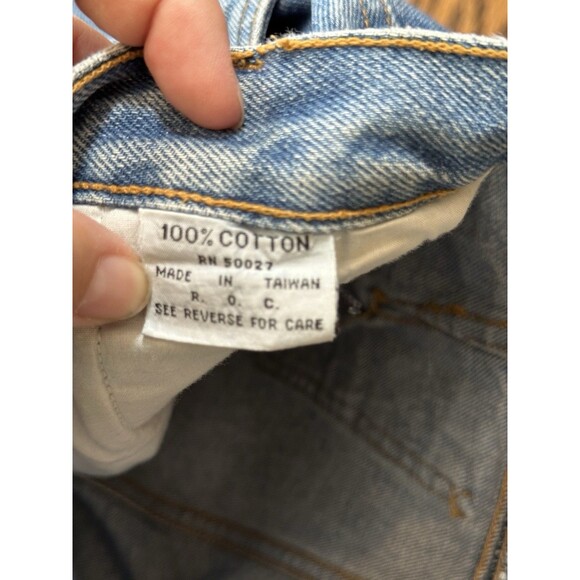 100% COTTON
RN 50027
MADE IN TAIWAN
R. O. C.
SEE REVERSE FOR CARE